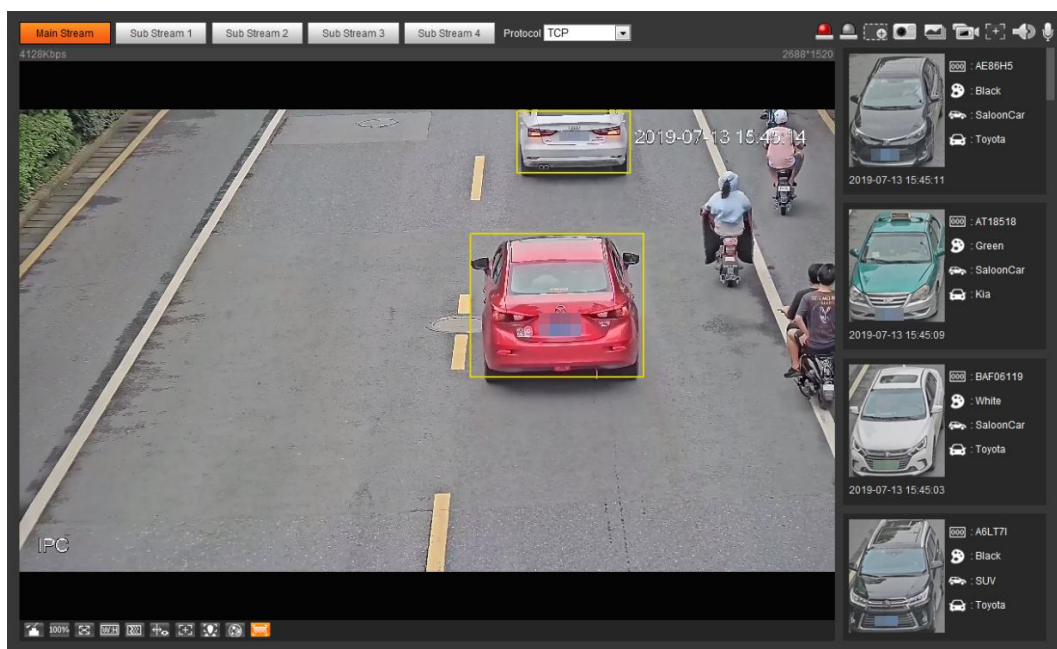 Main Stream
Sub Stream 1
Sub Stream 2
Sub Stream 3
Sub Stream 4
Protocol TCP
4128Kbps
2688*1520
2019-07-13 15:45:14
IPC
100%
W:H
: AE86H5
: Black
: SaloonCar
: Toyota
2019-07-13 15:45:11
: AT18518
: Green
: SaloonCar
: Kia
2019-07-13 15:45:09
: BAF06119
: White
: SaloonCar
: Toyota
2019-07-13 15:45:03
: A6LT7I
: Black
: SUV
: Toyota